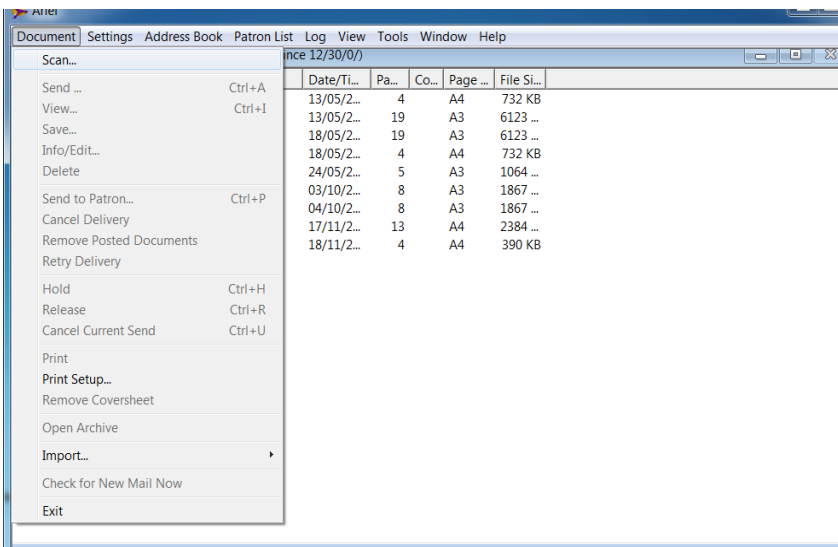 Ariel
Document Settings Address Book Patron List Log View Tools Window Help
ince 12/30/0/)
Scan...
Date/Ti... Pa... Co... Page ... File Si...
Send ... Ctrl+A
13/05/2... 4 A4 732 KB
View... Ctrl+I
13/05/2... 19 A3 6123 ...
Save...
18/05/2... 19 A3 6123 ...
Info/Edit...
18/05/2... 4 A4 732 KB
Delete
24/05/2... 5 A3 1064 ...
Send to Patron... Ctrl+P
03/10/2... 8 A3 1867 ...
Cancel Delivery
04/10/2... 8 A3 1867 ...
Remove Posted Documents
17/11/2... 13 A4 2384 ...
Retry Delivery
18/11/2... 4 A4 390 KB
Hold Ctrl+H
Release Ctrl+R
Cancel Current Send Ctrl+U
Print
Print Setup...
Remove Coversheet
Open Archive
Import...
Check for New Mail Now
Exit